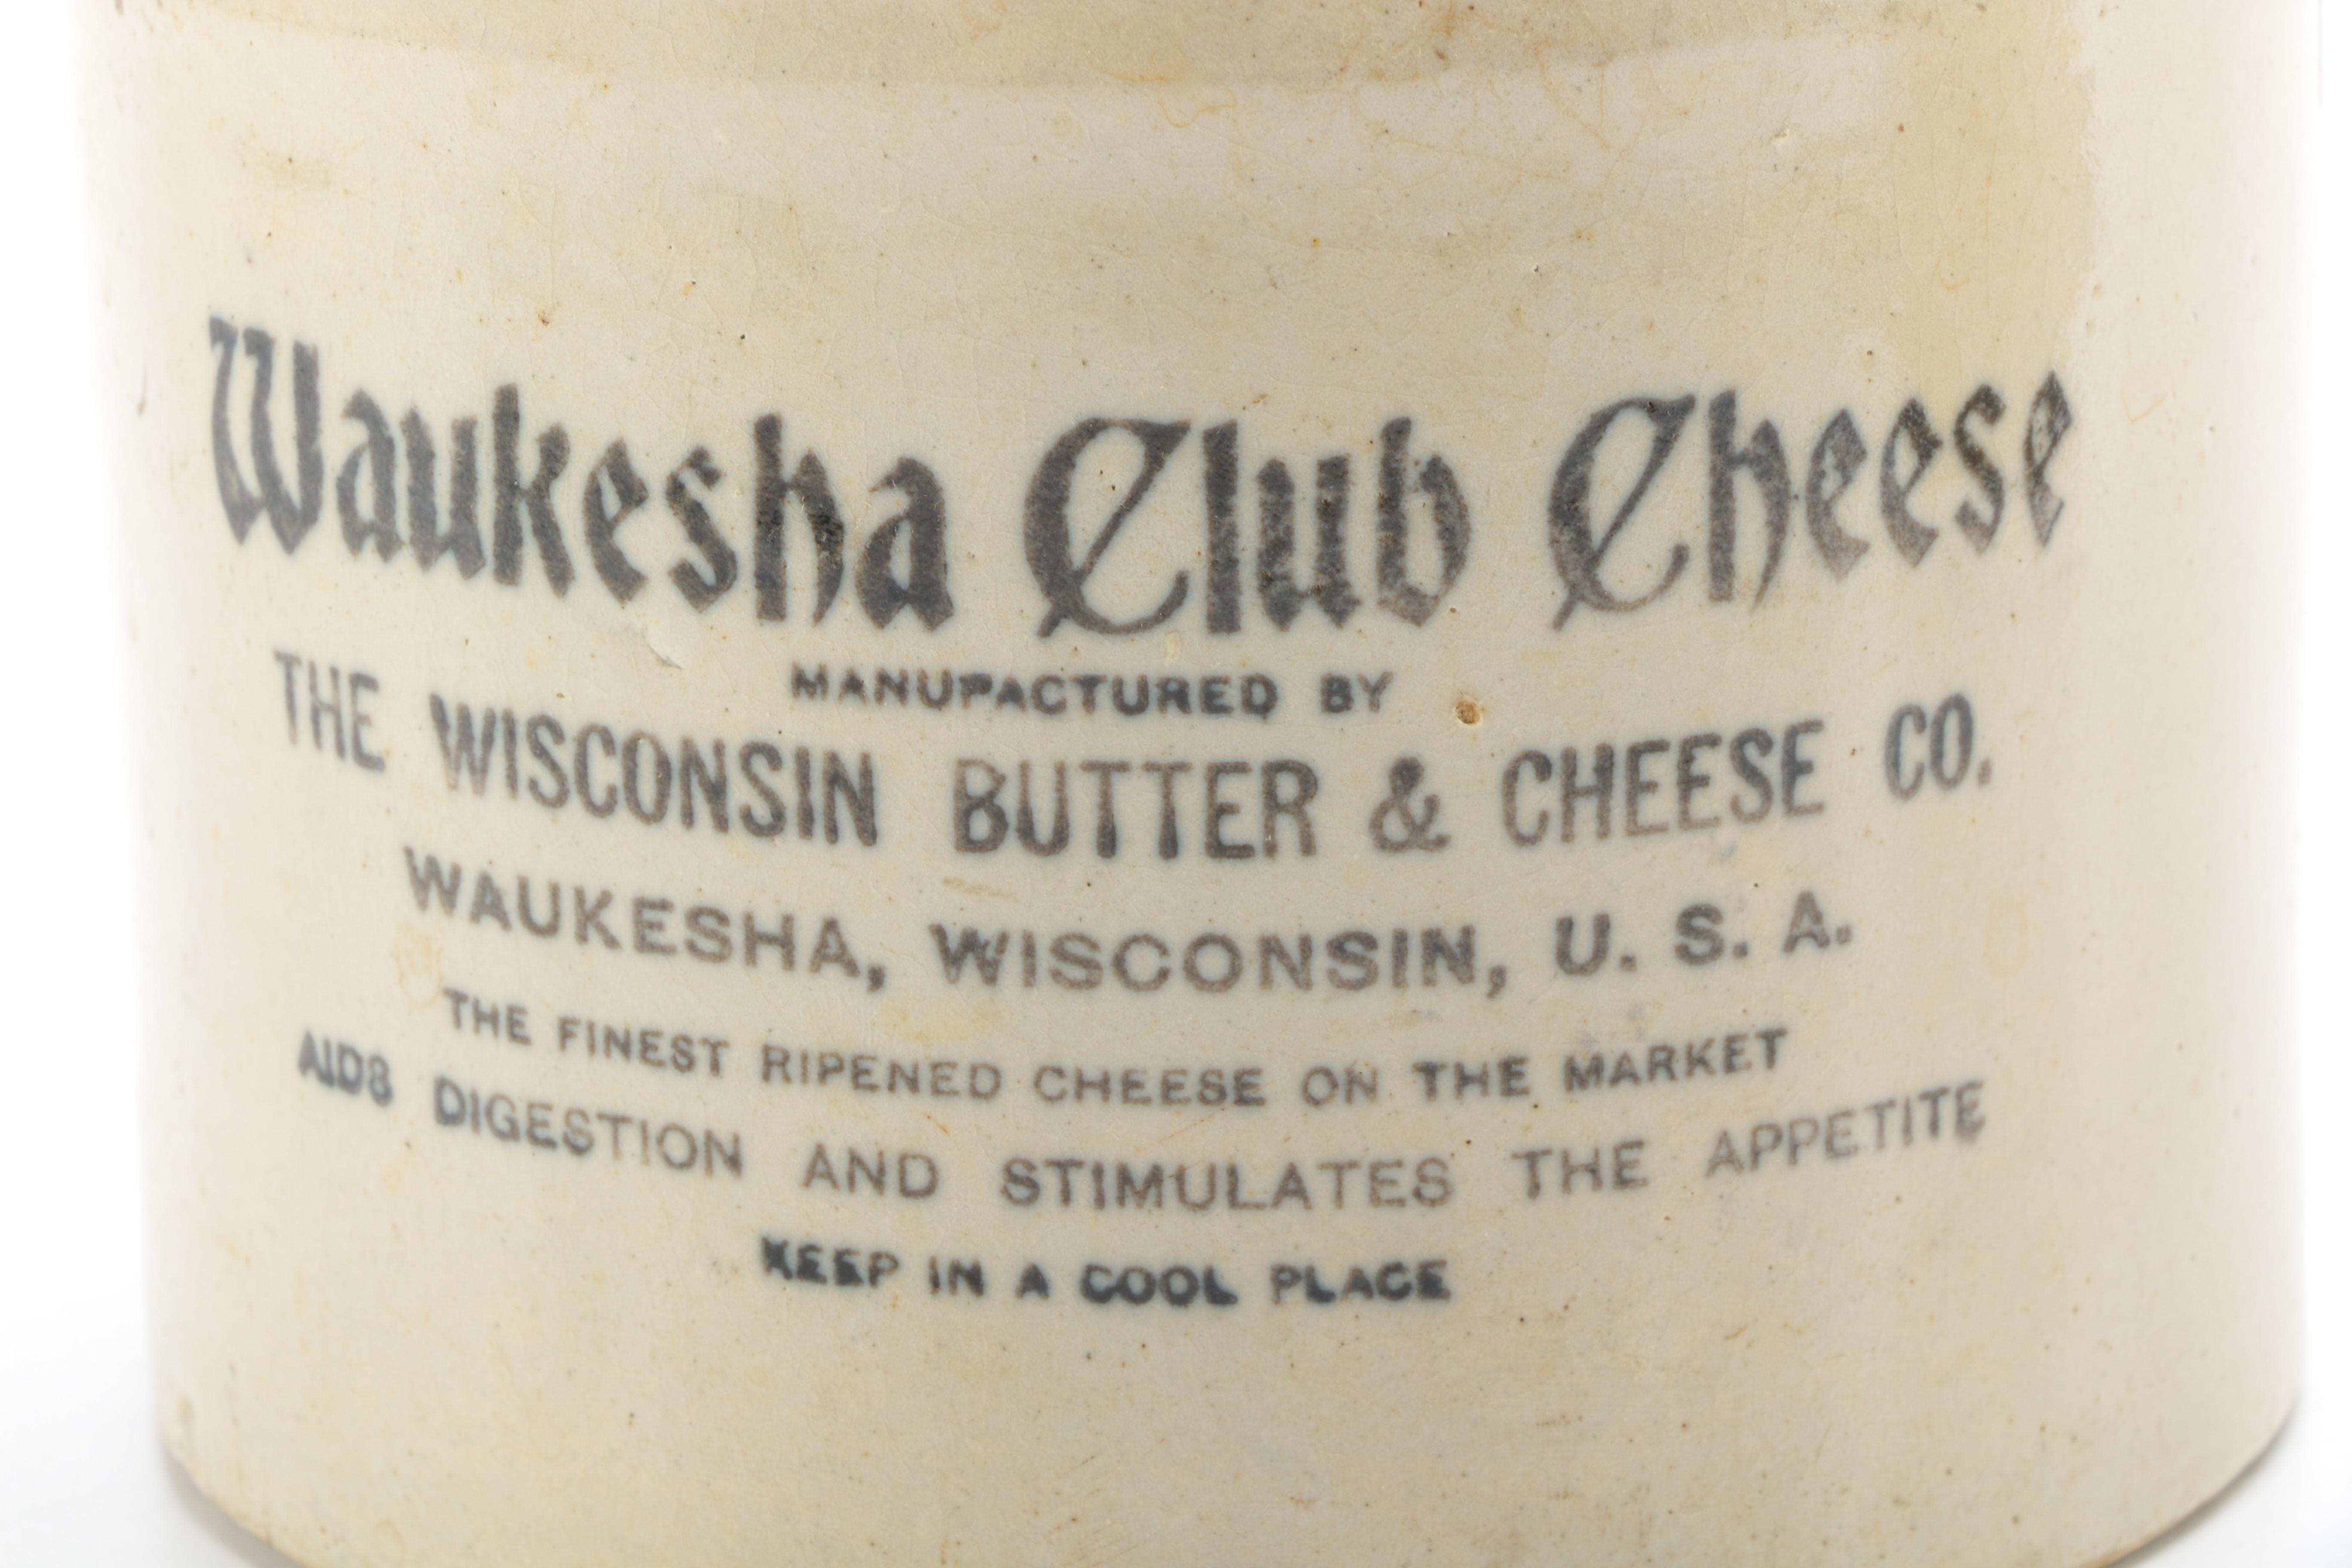 Waukesha Club Cheese
MANUFACTURED BY
THE WISCONSIN BUTTER & CHEESE CO.
WAUKESHA, WISCONSIN, U. S. A.
THE FINEST RIPENED CHEESE ON THE MARKET
AIDS DIGESTION AND STIMULATES THE APPETITE
KEEP IN A COOL PLACE